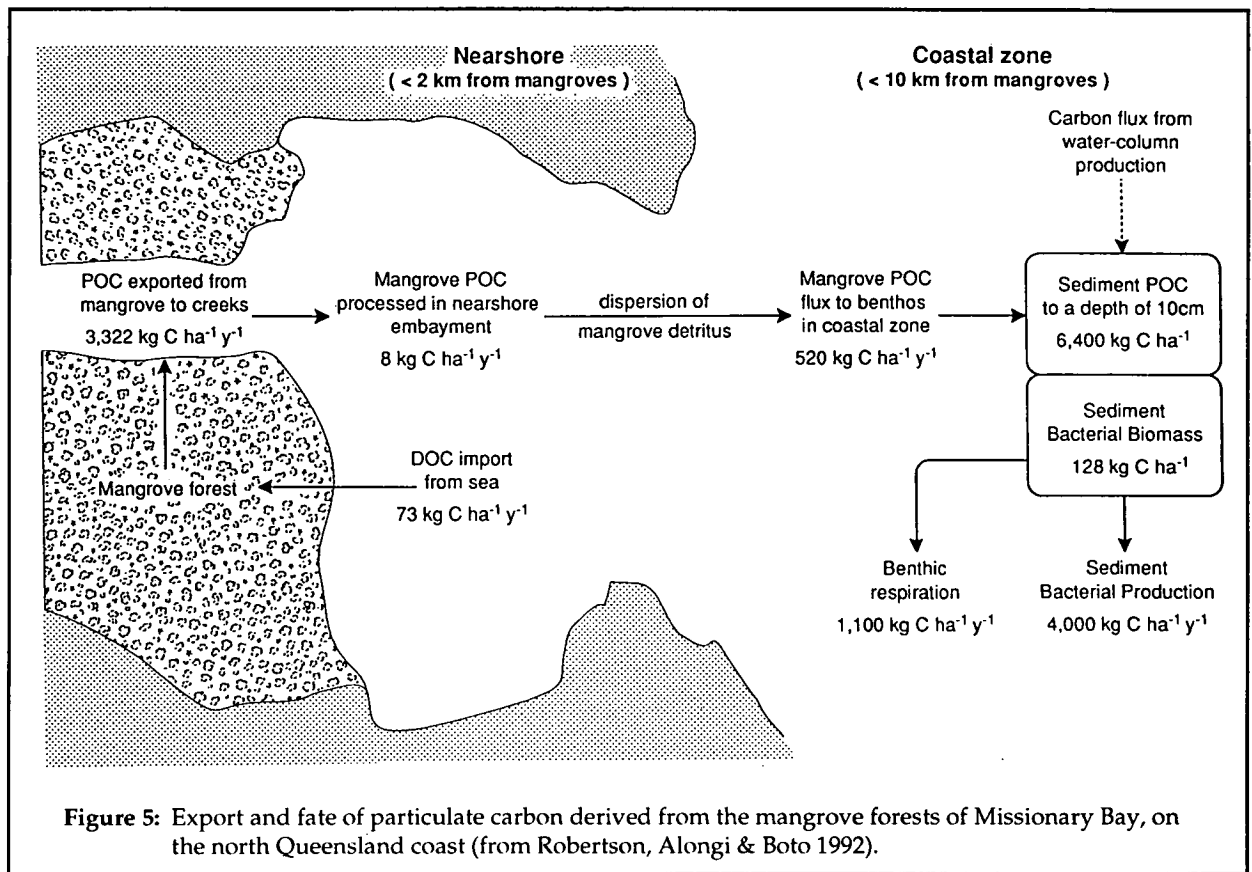 Nearshore
( < 2 km from mangroves )
Coastal zone
( < 10 km from mangroves )
Carbon flux from
water-column
production
POC exported from
mangrove to creeks
3,322 kg C ha⁻¹ y⁻¹
Mangrove POC
processed in nearshore
embayment
8 kg C ha⁻¹ y⁻¹
dispersion of
mangrove detritus
Mangrove POC
flux to benthos
in coastal zone
520 kg C ha⁻¹ y⁻¹
Sediment POC
to a depth of 10cm
6,400 kg C ha⁻¹
Sediment
Bacterial Biomass
128 kg C ha⁻¹
Mangrove forest
DOC import
from sea
73 kg C ha⁻¹ y⁻¹
Benthic
respiration
1,100 kg C ha⁻¹ y⁻¹
Sediment
Bacterial Production
4,000 kg C ha⁻¹ y⁻¹
Figure 5: Export and fate of particulate carbon derived from the mangrove forests of Missionary Bay, on
the north Queensland coast (from Robertson, Alongi & Boto 1992).